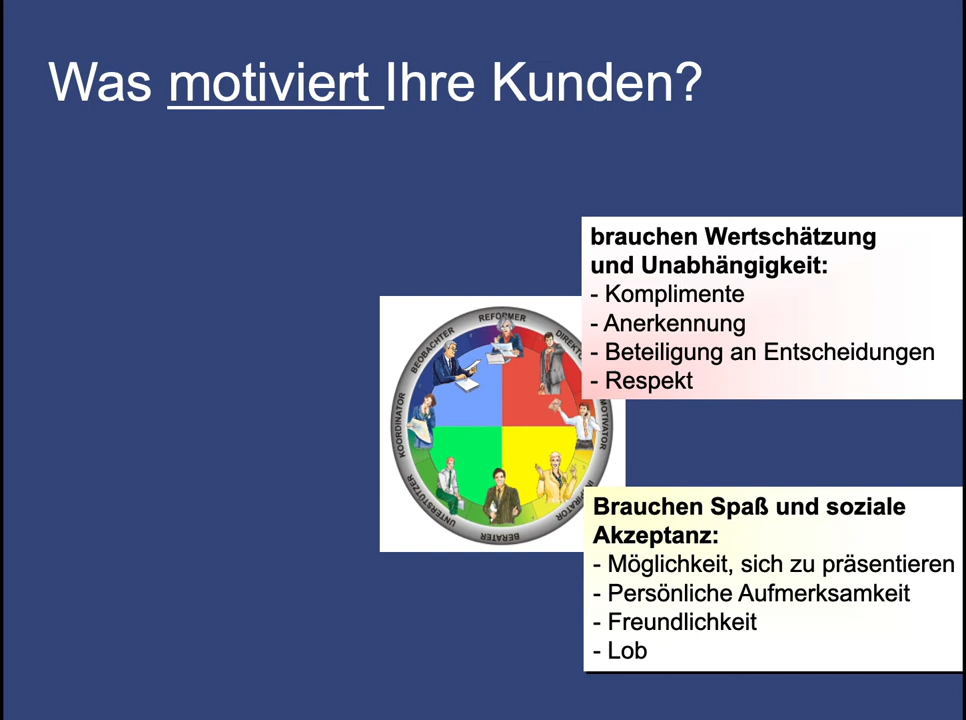 Was motiviert Ihre Kunden?
brauchen Wertschätzung
und Unabhängigkeit:
- Komplimente
- Anerkennung
- Beteiligung an Entscheidungen
- Respekt
REFORMER
BEOBACHTER
KOORDINATOR
MOTIVATOR
UNTERSTÜTZER
BERATER
Brauchen Spaß und soziale
Akzeptanz:
- Möglichkeit, sich zu präsentieren
- Persönliche Aufmerksamkeit
- Freundlichkeit
- Lob